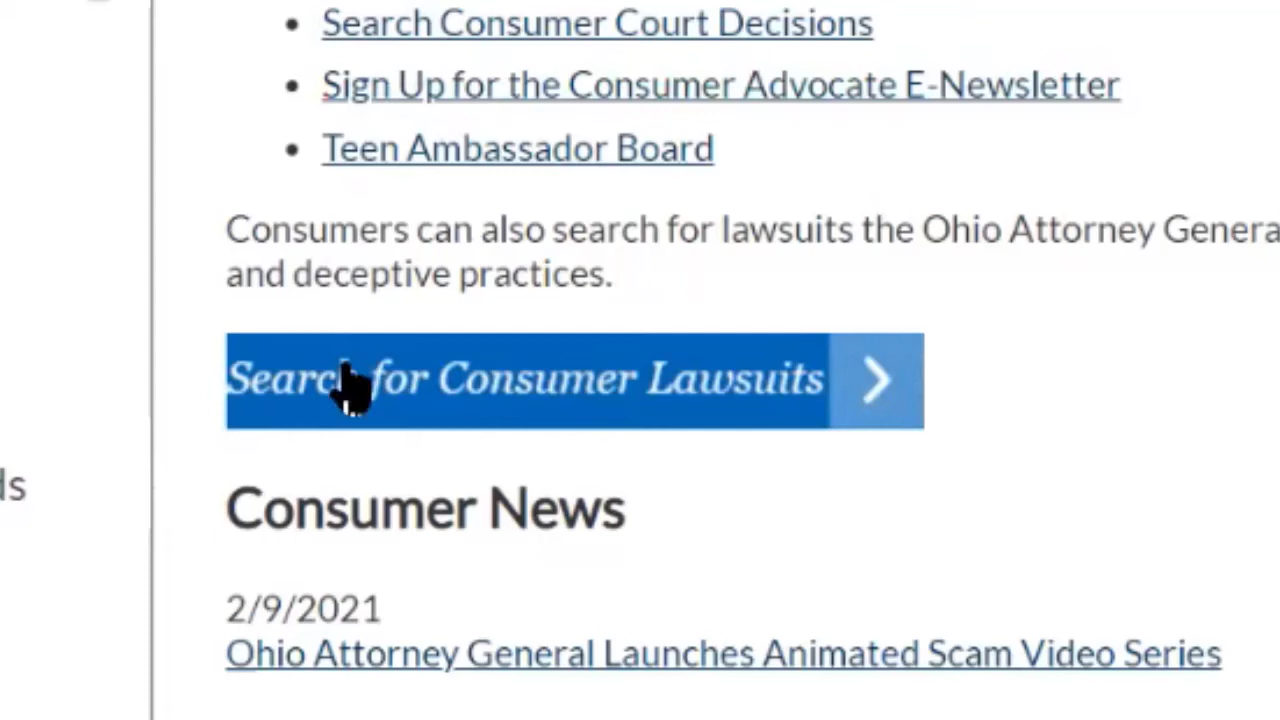 Search Consumer Court Decisions
Sign Up for the Consumer Advocate E-Newsletter
Teen Ambassador Board
Consumers can also search for lawsuits the Ohio Attorney Genera
and deceptive practices.
Search for Consumer Lawsuits
ds
Consumer News
2/9/2021
Ohio Attorney General Launches Animated Scam Video Series